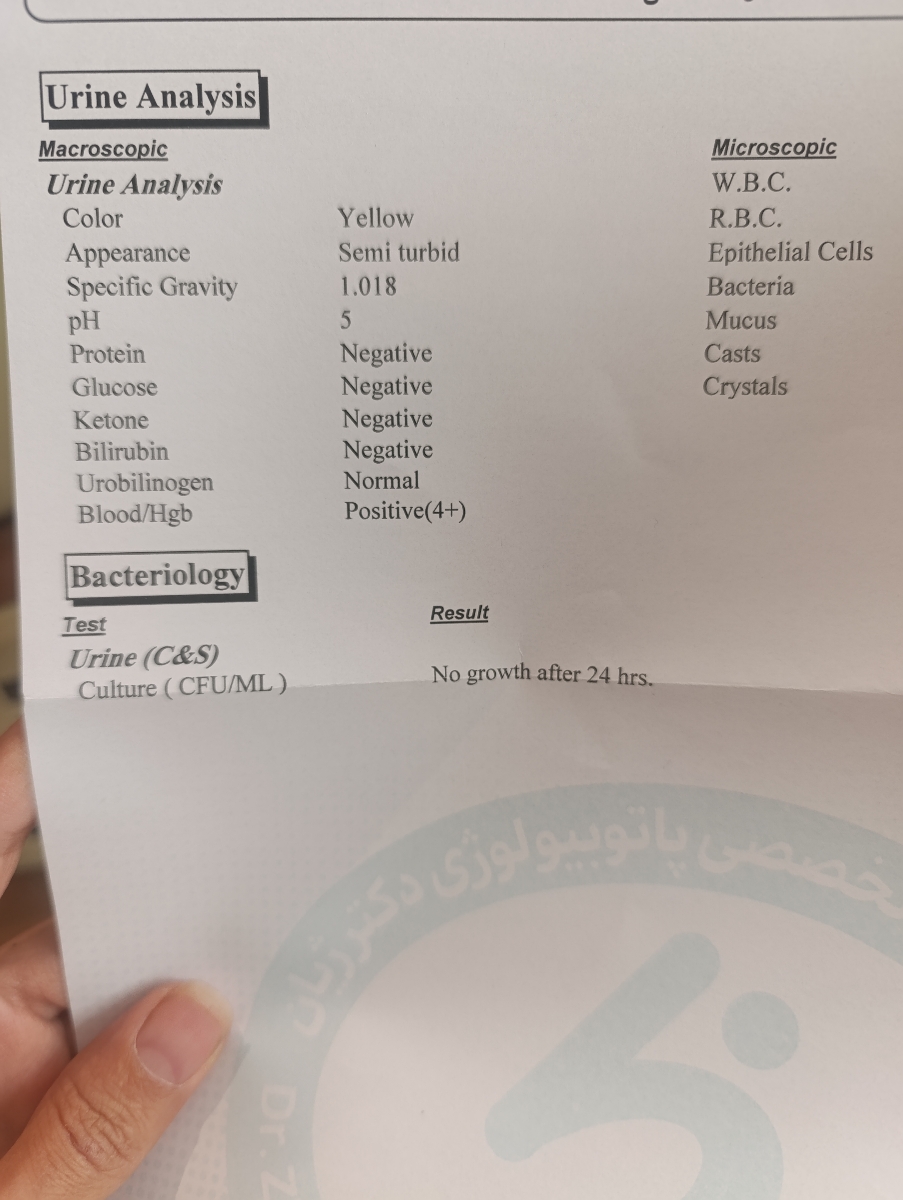 Urine Analysis
Macroscopic
Microscopic
Urine Analysis
W.B.C.
Color Yellow
R.B.C.
Appearance Semi turbid
Epithelial Cells
Specific Gravity 1.018
Bacteria
pH 5
Mucus
Protein Negative
Casts
Glucose Negative
Crystals
Ketone Negative
Bilirubin Negative
Urobilinogen Normal
Blood/Hgb Positive(4+)
Bacteriology
Test Result
Urine (C&S)
Culture ( CFU/ML ) No growth after 24 hrs.
پاتوبیولوژی دکتر
Dr.